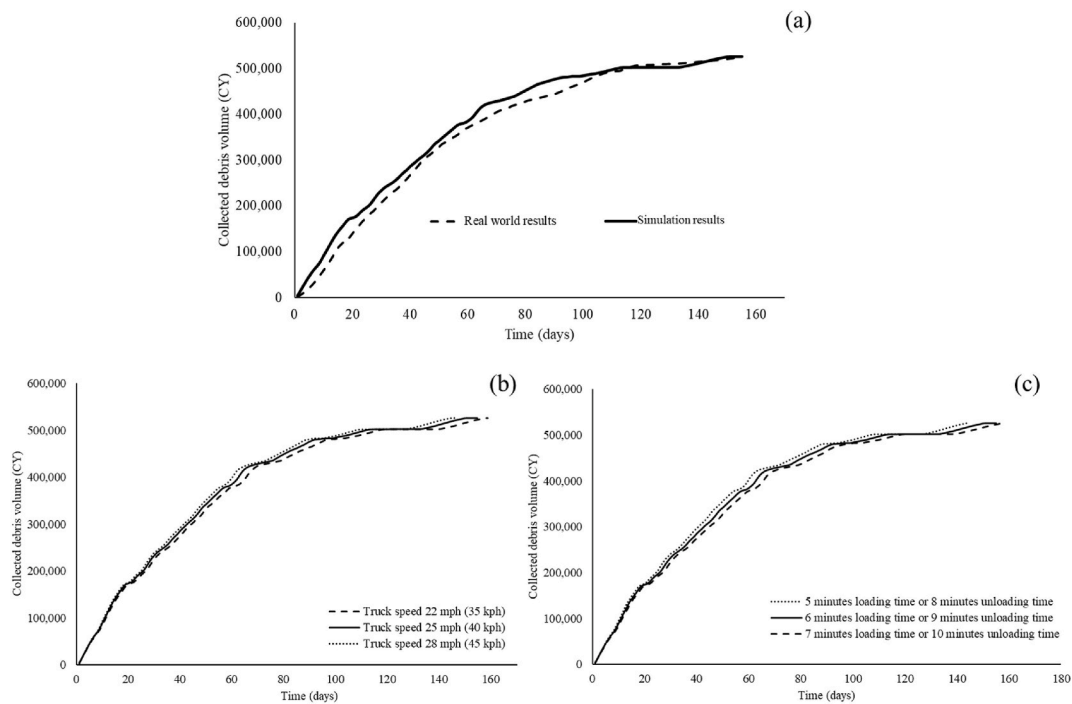 (a)
600,000
500,000
400,000
300,000
200,000
100,000
0
Collected debris volume (CY)
Real world results
Simulation results
0 20 40 60 80 100 120 140 160
Time (days)
(b)
600,000
500,000
400,000
300,000
200,000
100,000
0
Collected debris volume (CY)
Truck speed 22 mph (35 kph)
Truck speed 25 mph (40 kph)
Truck speed 28 mph (45 kph)
0 20 40 60 80 100 120 140 160
Time (days)
(c)
600,000
500,000
400,000
300,000
200,000
100,000
0
Collected debris volume (CY)
5 minutes loading time or 8 minutes unloading time
6 minutes loading time or 9 minutes unloading time
7 minutes loading time or 10 minutes unloading time
0 20 40 60 80 100 120 140 160 180
Time (days)